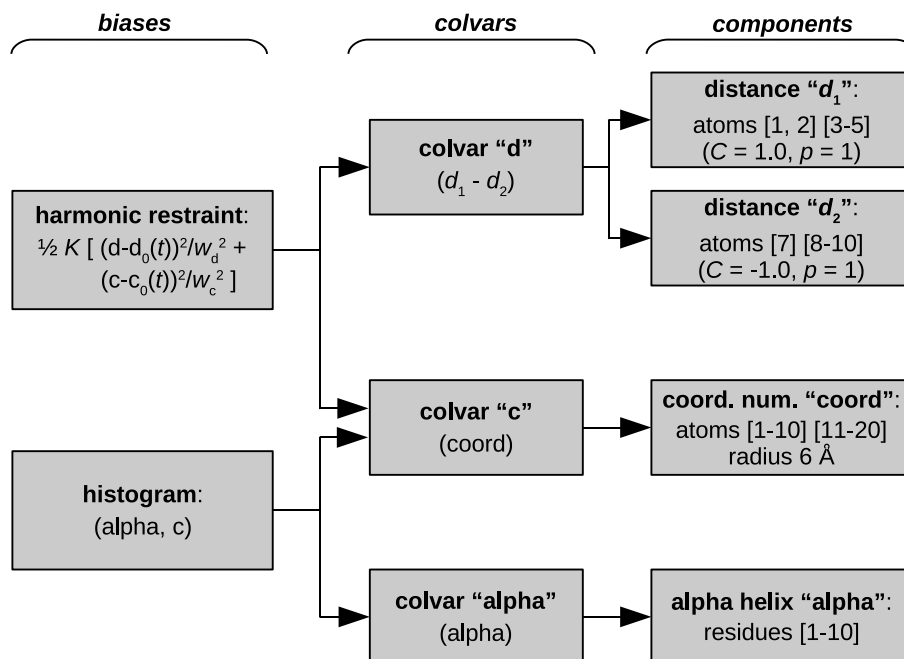 biases
colvars
components
harmonic restraint:
½ K [ (d-d₀(t))²/w_d² +
(c-c₀(t))²/w_c² ]
histogram:
(alpha, c)
colvar “d”
(d₁ - d₂)
colvar “c”
(coord)
colvar “alpha”
(alpha)
distance “d₁”:
atoms [1, 2] [3-5]
(C = 1.0, p = 1)
distance “d₂”:
atoms [7] [8-10]
(C = -1.0, p = 1)
coord. num. “coord”:
atoms [1-10] [11-20]
radius 6 Å
alpha helix “alpha”:
residues [1-10]